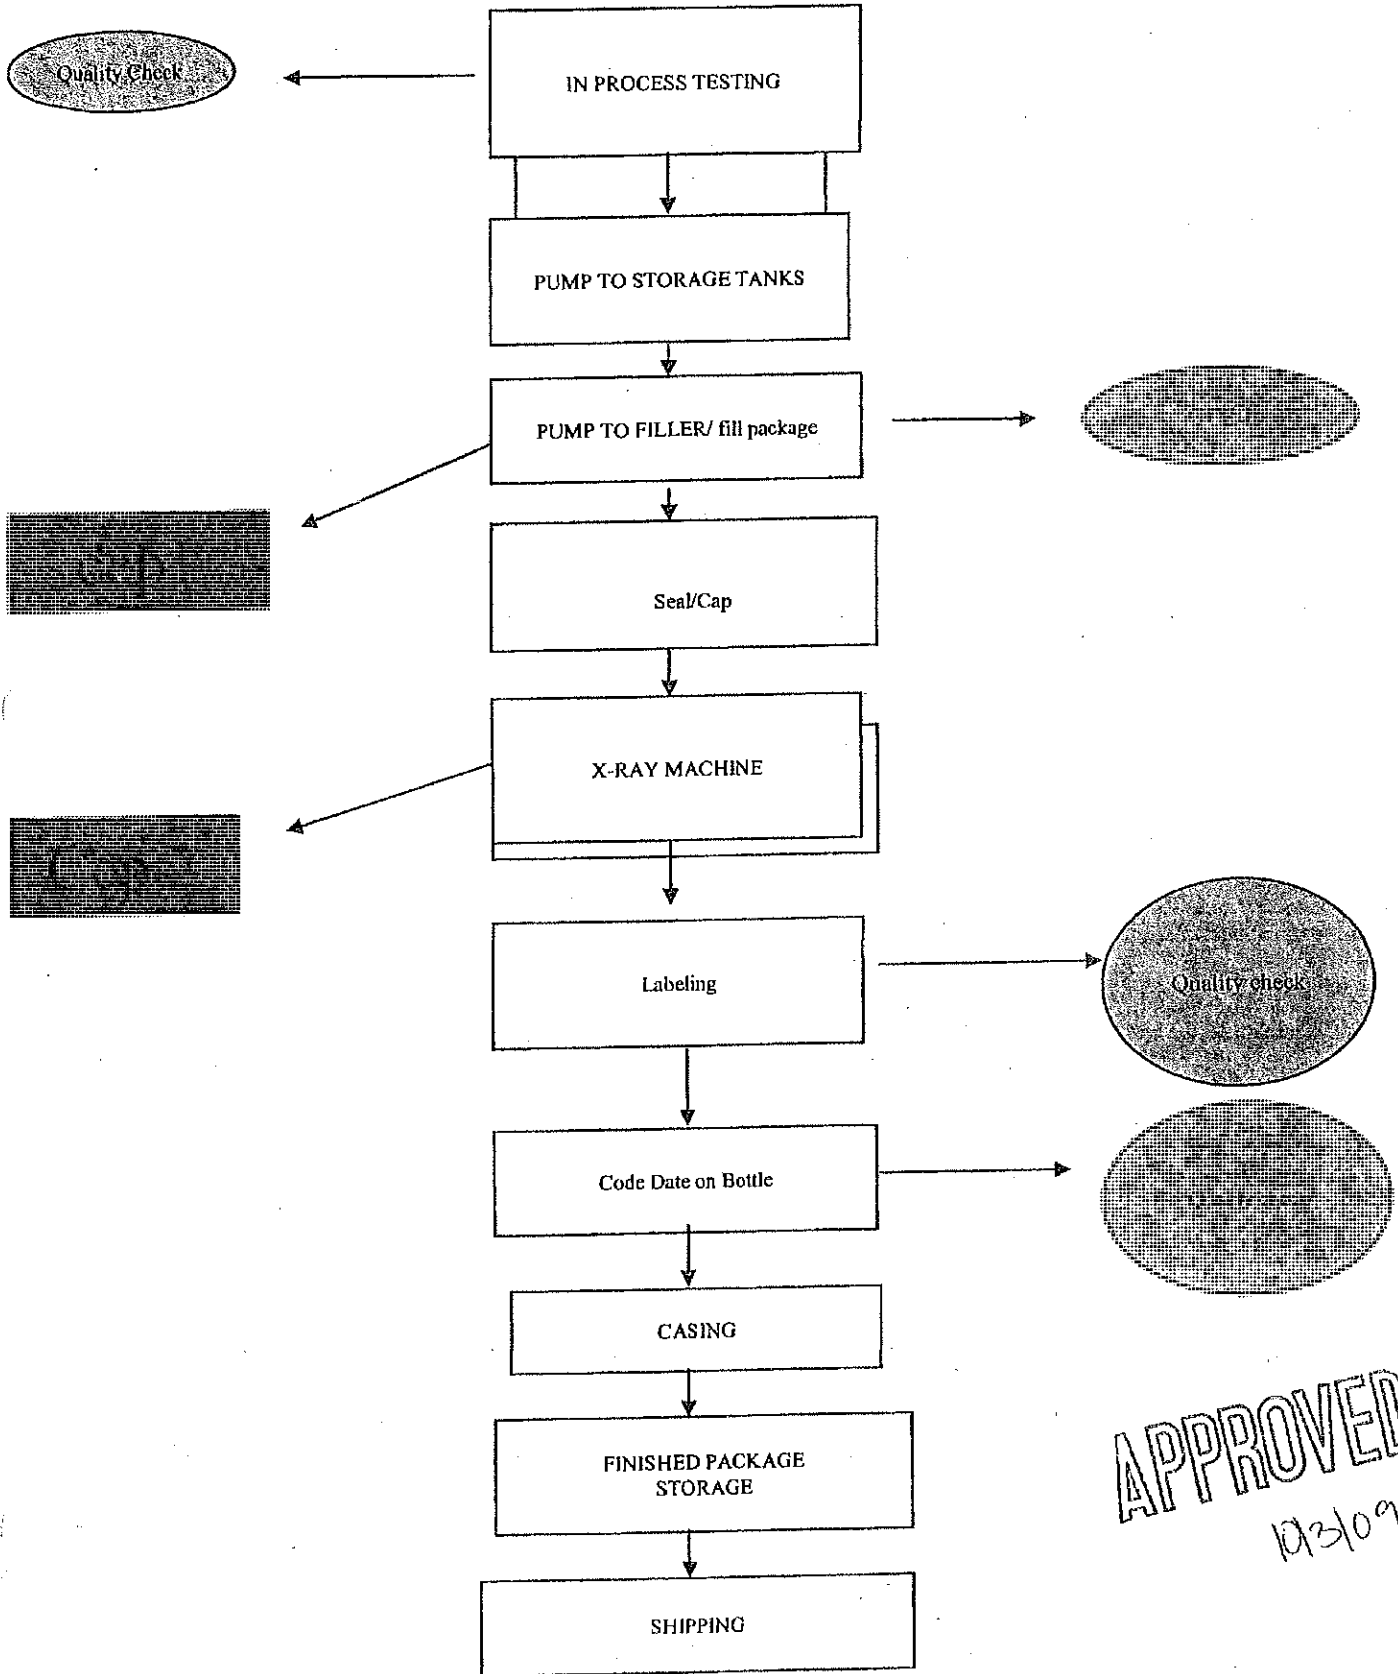 Quality Check
IN PROCESS TESTING
PUMP TO STORAGE TANKS
PUMP TO FILLER/ fill package
Seal/Cap
X-RAY MACHINE
Labeling
Quality check
Code Date on Bottle
CASING
FINISHED PACKAGE
STORAGE
APPROVED
10/3/09
SHIPPING